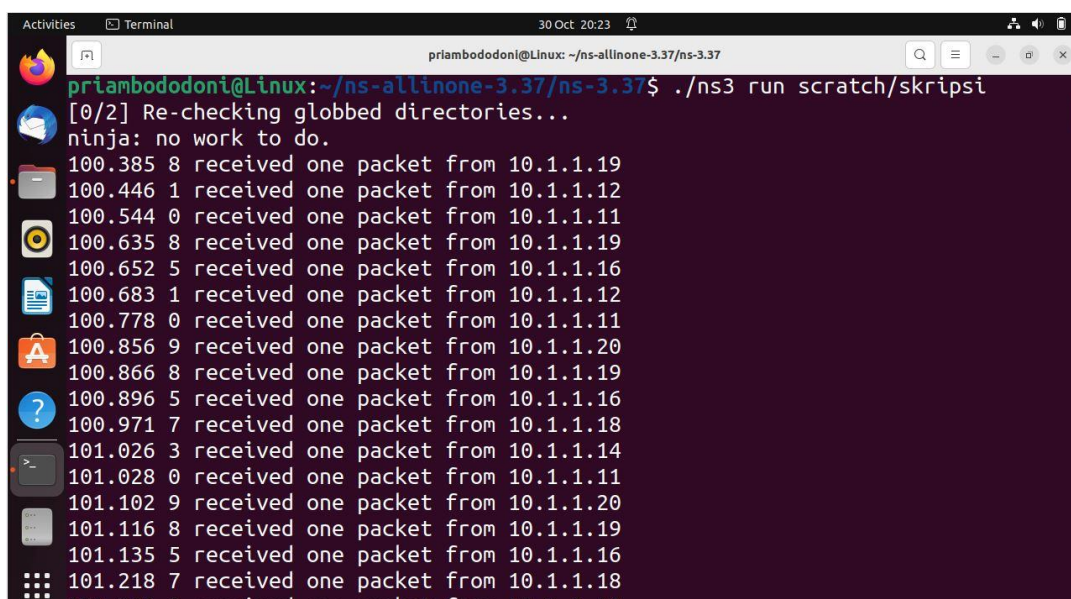 Activities Terminal 30 Oct 20:23
priambododoni@Linux: ~/ns-allinone-3.37/ns-3.37
priambododoni@Linux:~/ns-allinone-3.37/ns-3.37$ ./ns3 run scratch/skripsi
[0/2] Re-checking globbed directories...
ninja: no work to do.
100.385 8 received one packet from 10.1.1.19
100.446 1 received one packet from 10.1.1.12
100.544 0 received one packet from 10.1.1.11
100.635 8 received one packet from 10.1.1.19
100.652 5 received one packet from 10.1.1.16
100.683 1 received one packet from 10.1.1.12
100.778 0 received one packet from 10.1.1.11
100.856 9 received one packet from 10.1.1.20
100.866 8 received one packet from 10.1.1.19
100.896 5 received one packet from 10.1.1.16
100.971 7 received one packet from 10.1.1.18
101.026 3 received one packet from 10.1.1.14
101.028 0 received one packet from 10.1.1.11
101.102 9 received one packet from 10.1.1.20
101.116 8 received one packet from 10.1.1.19
101.135 5 received one packet from 10.1.1.16
101.218 7 received one packet from 10.1.1.18